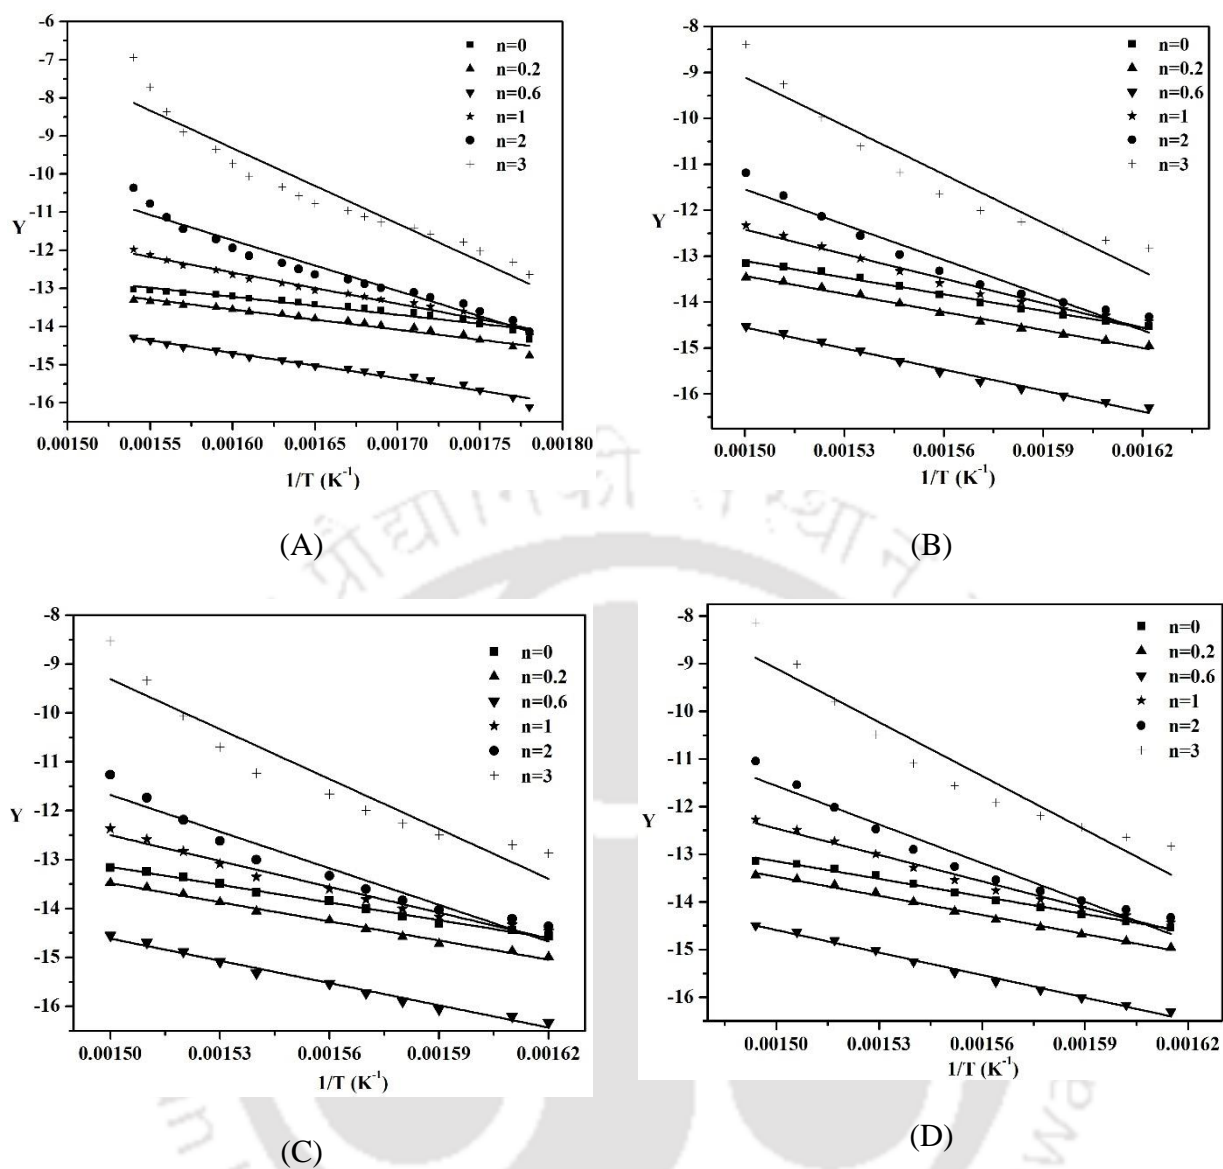 -6
-7
-8
-9
-10
-11
-12
-13
-14
-15
-16
Y
n=0
n=0.2
n=0.6
n=1
n=2
n=3
0.00150 0.00155 0.00160 0.00165 0.00170 0.00175 0.00180
1/T (K-1)
(A)
-8
-9
-10
-11
-12
-13
-14
-15
-16
Y
n=0
n=0.2
n=0.6
n=1
n=2
n=3
0.00150 0.00153 0.00156 0.00159 0.00162
1/T (K-1)
(B)
-8
-9
-10
-11
-12
-13
-14
-15
-16
Y
n=0
n=0.2
n=0.6
n=1
n=2
n=3
0.00150 0.00153 0.00156 0.00159 0.00162
1/T (K-1)
(C)
-8
-9
-10
-11
-12
-13
-14
-15
-16
Y
n=0
n=0.2
n=0.6
n=1
n=2
n=3
0.00150 0.00153 0.00156 0.00159 0.00162
1/T (K-1)
(D)